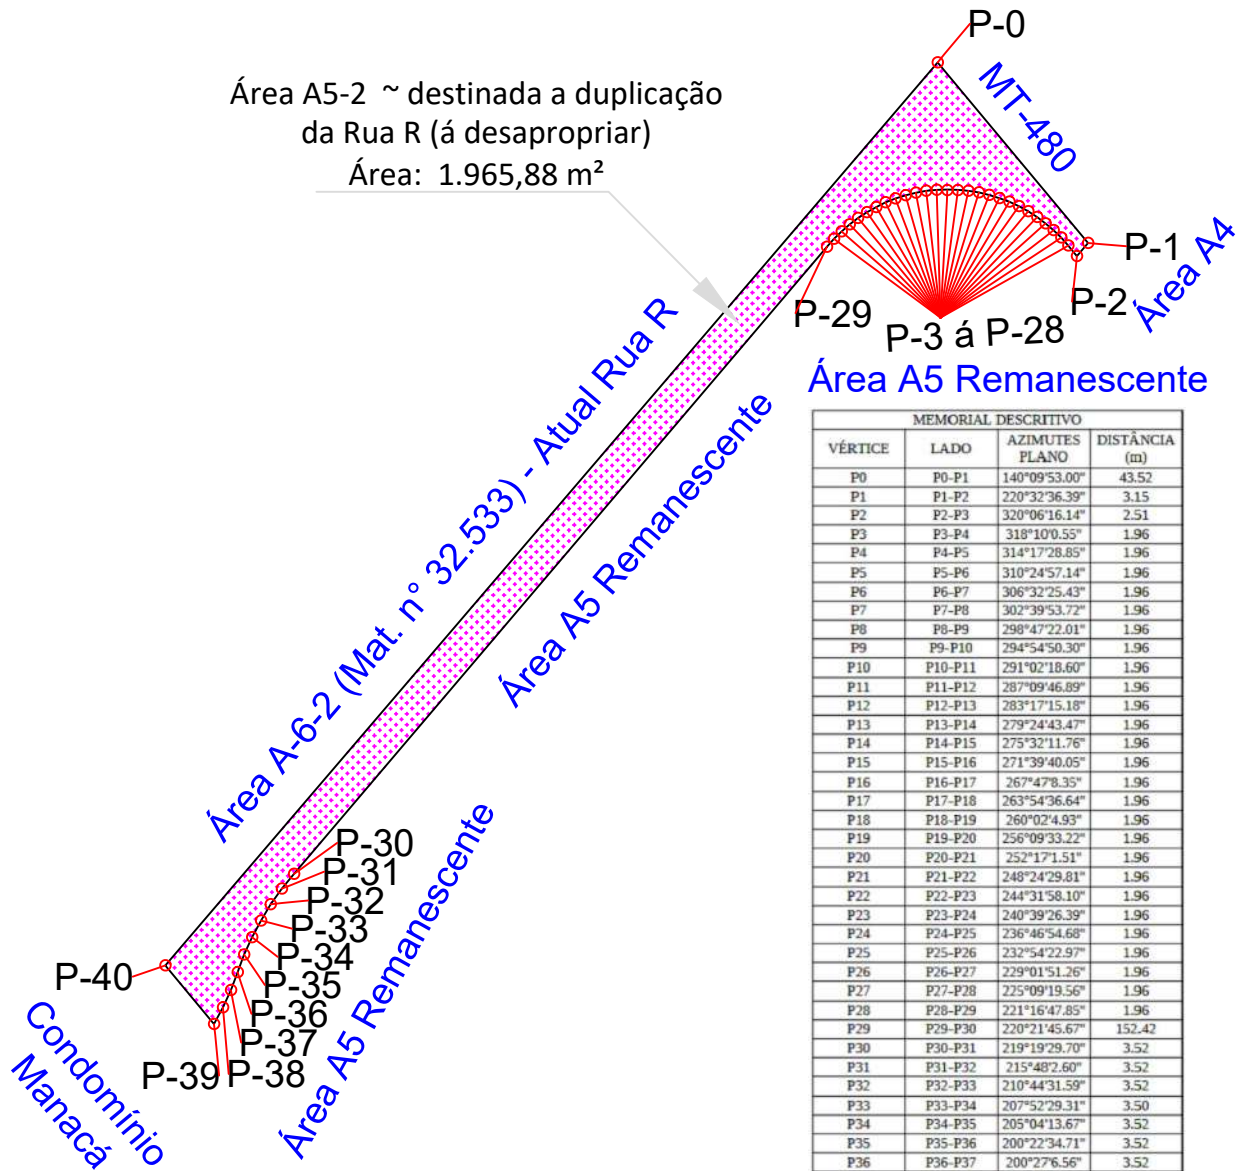 P-0
MT-480
Área A5-2 ~ destinada a duplicação
da Rua R (á desapropriar)
Área: 1.965,88 m²
P-1
Área A4
P-2
P-29
P-3 á P-28
Área A5 Remanescente
Área A-6-2 (Mat. n° 32.533) - Atual Rua R
Área A5 Remanescente
P-30
P-31
P-32
P-33
P-34
P-35
P-36
P-37
P-38
P-39
P-40
Área A5 Remanescente
Condomínio
Manacá
MEMORIAL DESCRITIVO
VÉRTICE LADO AZIMUTES PLANO DISTÂNCIA (m)
P0 P0-P1 140°09'53.00" 43.52
P1 P1-P2 220°32'36.39" 3.15
P2 P2-P3 320°06'16.14" 2.51
P3 P3-P4 318°10'0.55" 1.96
P4 P4-P5 314°17'28.85" 1.96
P5 P5-P6 310°24'57.14" 1.96
P6 P6-P7 306°32'25.43" 1.96
P7 P7-P8 302°39'53.72" 1.96
P8 P8-P9 298°47'22.01" 1.96
P9 P9-P10 294°54'50.30" 1.96
P10 P10-P11 291°02'18.60" 1.96
P11 P11-P12 287°09'46.89" 1.96
P12 P12-P13 283°17'15.18" 1.96
P13 P13-P14 279°24'43.47" 1.96
P14 P14-P15 275°32'11.76" 1.96
P15 P15-P16 271°39'40.05" 1.96
P16 P16-P17 267°47'8.35" 1.96
P17 P17-P18 263°54'36.64" 1.96
P18 P18-P19 260°02'4.93" 1.96
P19 P19-P20 256°09'33.22" 1.96
P20 P20-P21 252°17'1.51" 1.96
P21 P21-P22 248°24'29.81" 1.96
P22 P22-P23 244°31'58.10" 1.96
P23 P23-P24 240°39'26.39" 1.96
P24 P24-P25 236°46'54.68" 1.96
P25 P25-P26 232°54'22.97" 1.96
P26 P26-P27 229°01'51.26" 1.96
P27 P27-P28 225°09'19.56" 1.96
P28 P28-P29 221°16'47.85" 1.96
P29 P29-P30 220°21'45.67" 152.42
P30 P30-P31 219°19'29.70" 3.52
P31 P31-P32 215°48'2.60" 3.52
P32 P32-P33 210°44'31.59" 3.52
P33 P33-P34 207°52'29.31" 3.50
P34 P34-P35 205°04'13.67" 3.52
P35 P35-P36 200°22'34.71" 3.52
P36 P36-P37 200°27'6.56" 3.52